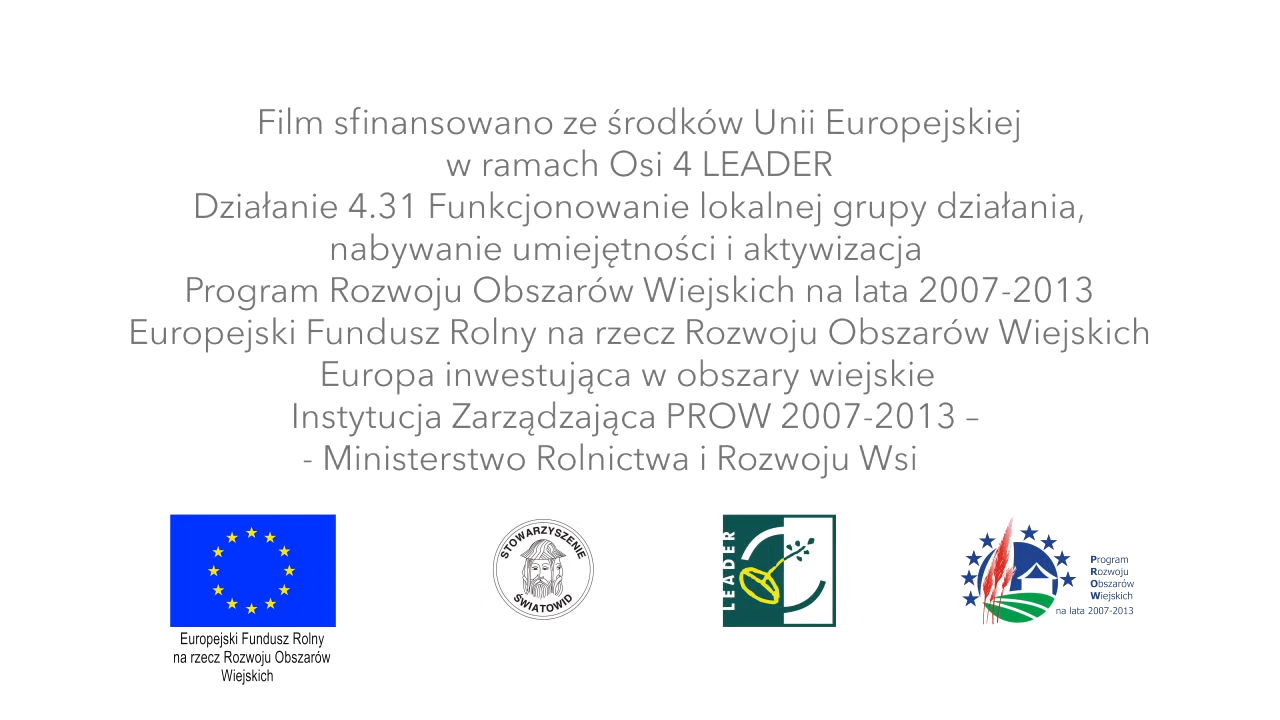 Film sfinansowano ze środków Unii Europejskiej
w ramach Osi 4 LEADER
Działanie 4.31 Funkcjonowanie lokalnej grupy działania,
nabywanie umiejętności i aktywizacja
Program Rozwoju Obszarów Wiejskich na lata 2007-2013
Europejski Fundusz Rolny na rzecz Rozwoju Obszarów Wiejskich
Europa inwestująca w obszary wiejskie
Instytucja Zarządzająca PROW 2007-2013 –
- Ministerstwo Rolnictwa i Rozwoju Wsi
Europejski Fundusz Rolny
na rzecz Rozwoju Obszarów
Wiejskich
STOWARZYSZENIE
ŚWIATOWID
LEADER
Program
Rozwoju
Obszarów
Wiejskich
na lata 2007-2013